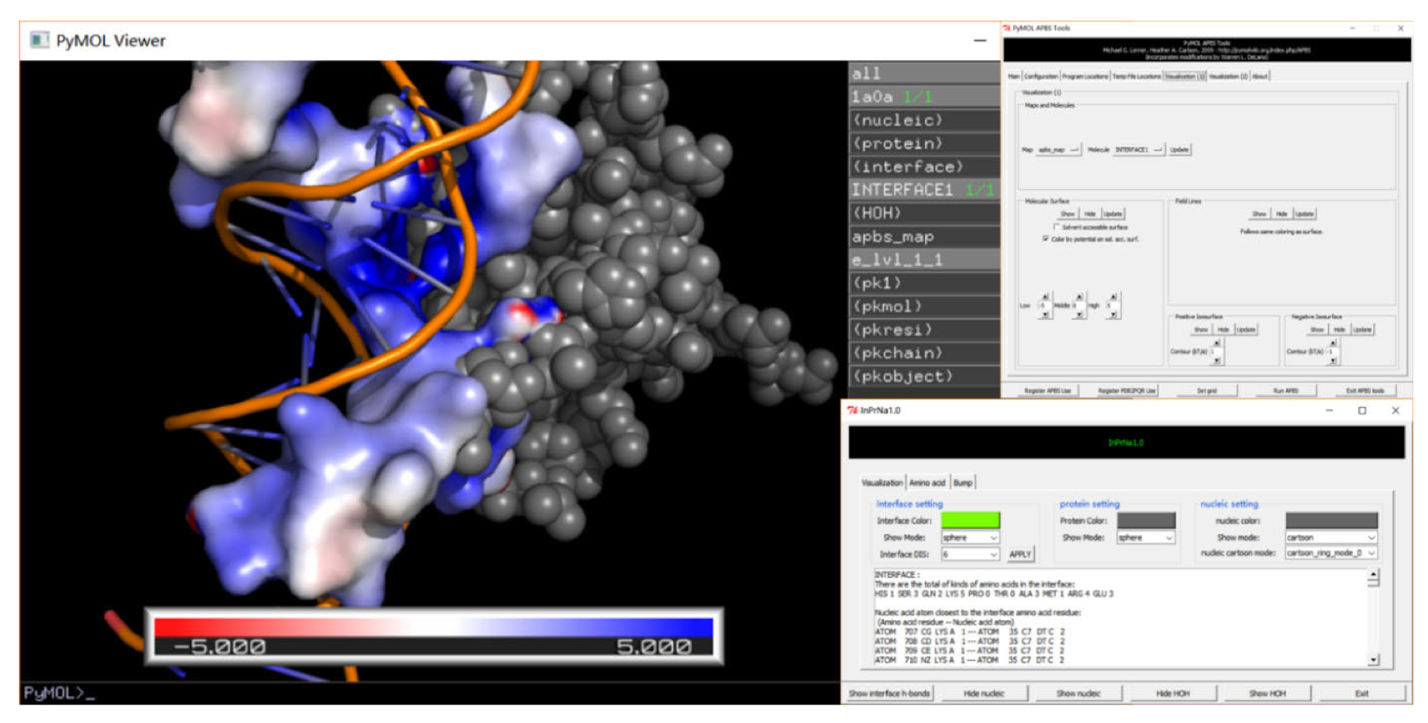 PyMOL Viewer
all
1a0a 1/1
(nucleic)
(protein)
(interface)
INTERFACE1 1/1
(HOH)
apbs_map
e_lvl_1_1
(pk1)
(pkmol)
(pkresi)
(pkchain)
(pkobject)
-5.000 5.000
PyMOL>_
PyMOL APBS Tools
PyMOL APBS Tools
Michael G. Lerner, Heather A. Carlson, 2009 - http://pymolwiki.org/index.php/APBS
(incorporates modifications by Warren L. DeLano)
Main Configuration Program Locations Temp File Locations Visualization (1) Visualization (2) About
Visualization (1)
Maps and Molecules
Map apbs_map Molecule INTERFACE1 Update
Molecular Surface
Show Hide Update
Solvent accessible surface
Color by potential on sol. acc. surf.
Low -5 Middle 0 High 5
Field Lines
Show Hide Update
Follows same coloring as surface.
Positive Isosurface
Show Hide Update
Contour (kT/e) 1
Negative Isosurface
Show Hide Update
Contour (kT/e) -1
Register APBS Use Register PDB2PQR Use Set grid Run APBS Exit APBS tools
InPrNa1.0
InPrNa1.0
Visualization Amino acid Bump
Interface setting
Interface Color:
Show Mode: sphere
Interface DIS: 6 APPLY
protein setting
Protein Color:
Show Mode: sphere
nucleic setting
nucleic color:
Show mode: cartoon
nucleic cartoon mode: cartoon_ring_mode_0
INTERFACE :
There are the total of kinds of amino acids in the interface:
HIS 1 SER 3 GLN 2 LYS 5 PRO 0 THR 0 ALA 3 MET 1 ARG 4 GLU 3
Nucleic acid atom closest to the interface amino acid residue:
(Amino acid residue -- Nucleic acid atom)
ATOM 707 CG LYS A 1 --- ATOM 35 C7 DT C 2
ATOM 708 CD LYS A 1 --- ATOM 35 C7 DT C 2
ATOM 709 CE LYS A 1 --- ATOM 35 C7 DT C 2
ATOM 710 NZ LYS A 1 --- ATOM 35 C7 DT C 2
Show interface h-bonds Hide nucleic Show nucleic Hide HOH Show HOH Exit